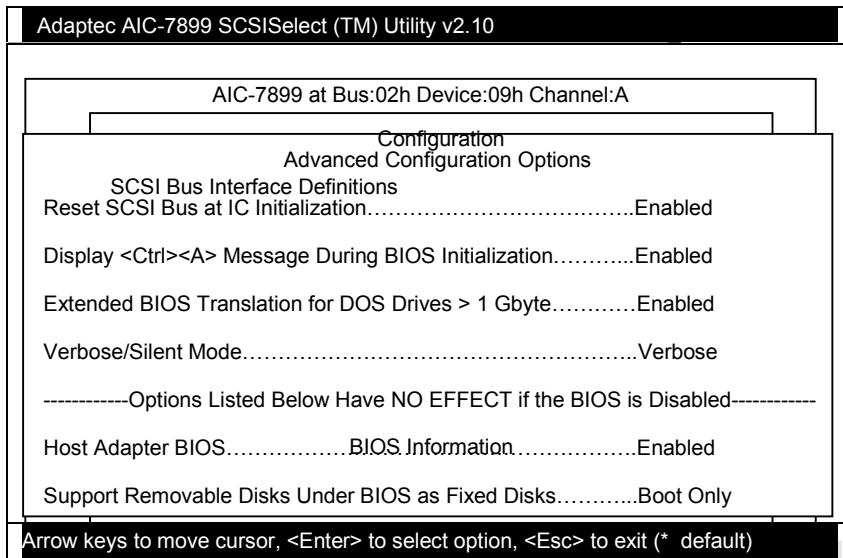 Adaptec AIC-7899 SCSISelect (TM) Utility v2.10
AIC-7899 at Bus:02h Device:09h Channel:A
Configuration
Advanced Configuration Options
SCSI Bus Interface Definitions
Reset SCSI Bus at IC Initialization………………………………..Enabled
Display <Ctrl><A> Message During BIOS Initialization………...Enabled
Extended BIOS Translation for DOS Drives > 1 Gbyte…………Enabled
Verbose/Silent Mode……………………………………………..Verbose
------------Options Listed Below Have NO EFFECT if the BIOS is Disabled------------
Host Adapter BIOS………………………………………………….Enabled
BIOS Information
Support Removable Disks Under BIOS as Fixed Disks………...Boot Only
Arrow keys to move cursor, <Enter> to select option, <Esc> to exit (* default)